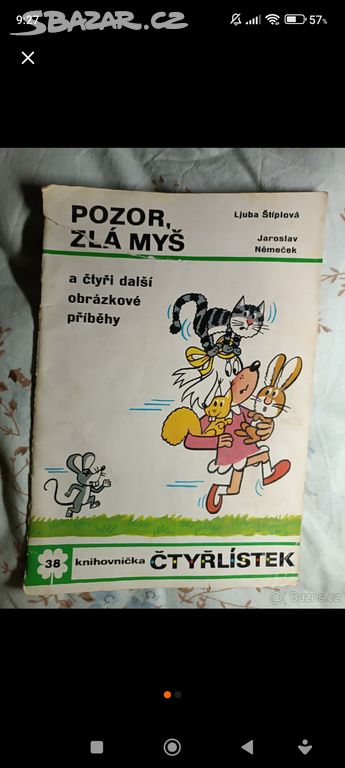 9:27
57%
SBAZAR.CZ
POZOR,
ZLÁ MYŠ
Ljuba Štíplová
Jaroslav
Němeček
a čtyři další
obrázkové
příběhy
38 knihovnička ČTYŘLÍSTEK
@( Bazos.cz